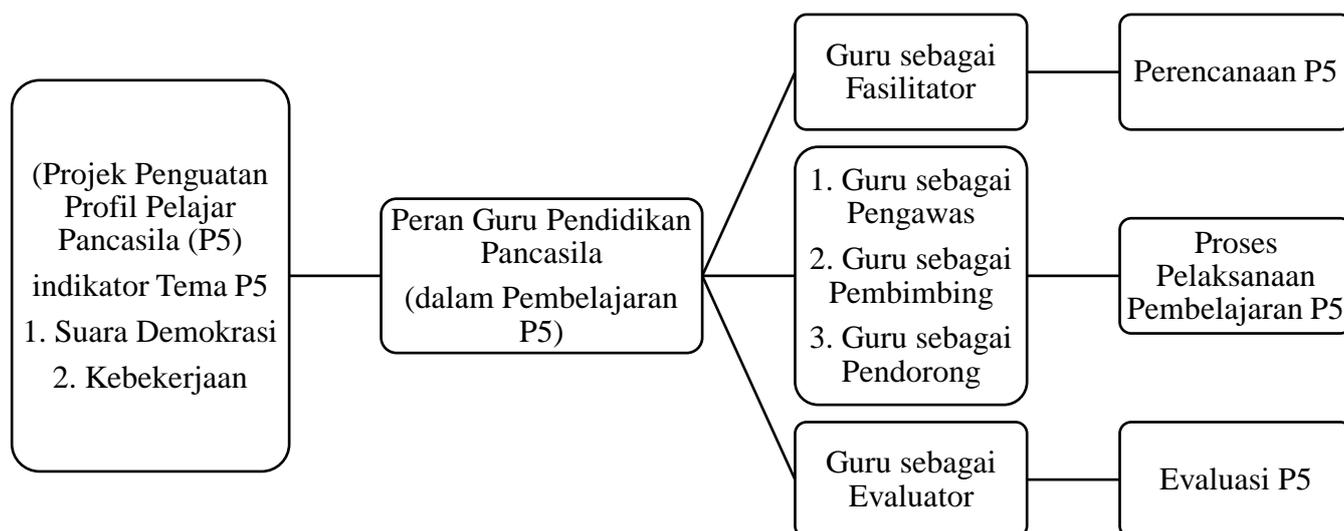 (Projek Penguatan
Profil Pelajar
Pancasila (P5)
indikator Tema P5
1. Suara Demokrasi
2. Kebekerjaan
Peran Guru Pendidikan
Pancasila
(dalam Pembelajaran
P5)
Guru sebagai
Fasilitator
Perencanaan P5
1. Guru sebagai
Pengawas
2. Guru sebagai
Pembimbing
3. Guru sebagai
Pendorong
Proses
Pelaksanaan
Pembelajaran P5
Guru sebagai
Evaluator
Evaluasi P5